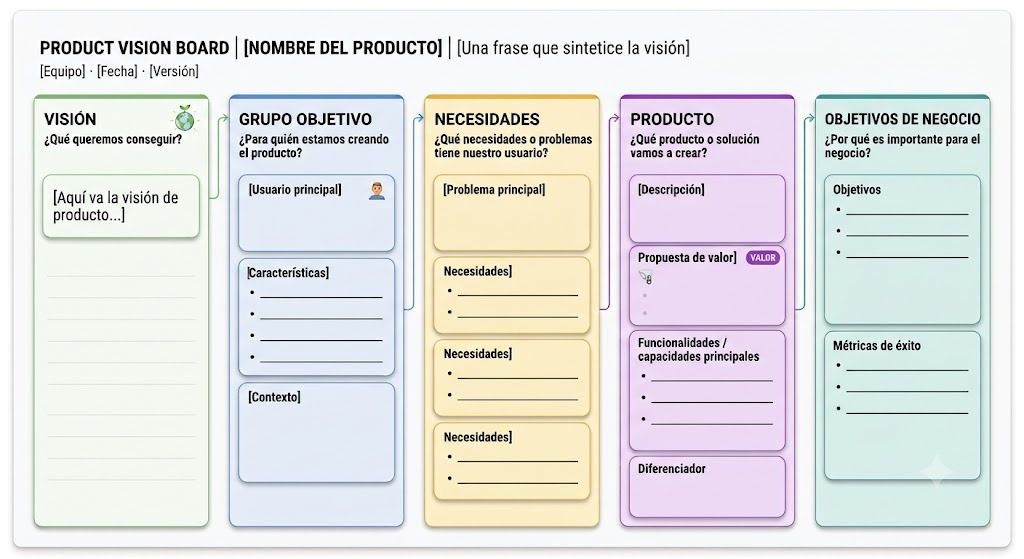 PRODUCT VISION BOARD | [NOMBRE DEL PRODUCTO] | [Una frase que sintetice la visión]
[Equipo] · [Fecha] · [Versión]
VISIÓN
¿Qué queremos conseguir?
[Aquí va la visión de
producto...]
GRUPO OBJETIVO
¿Para quién estamos creando
el producto?
[Usuario principal]
[Características]
[Contexto]
NECESIDADES
¿Qué necesidades o problemas
tiene nuestro usuario?
[Problema principal]
Necesidades]
Necesidades]
Necesidades]
PRODUCTO
¿Qué producto o solución
vamos a crear?
[Descripción]
Propuesta de valor]
VALOR
Funcionalidades /
capacidades principales
Diferenciador
OBJETIVOS DE NEGOCIO
¿Por qué es importante para el
negocio?
Objetivos
Métricas de éxito